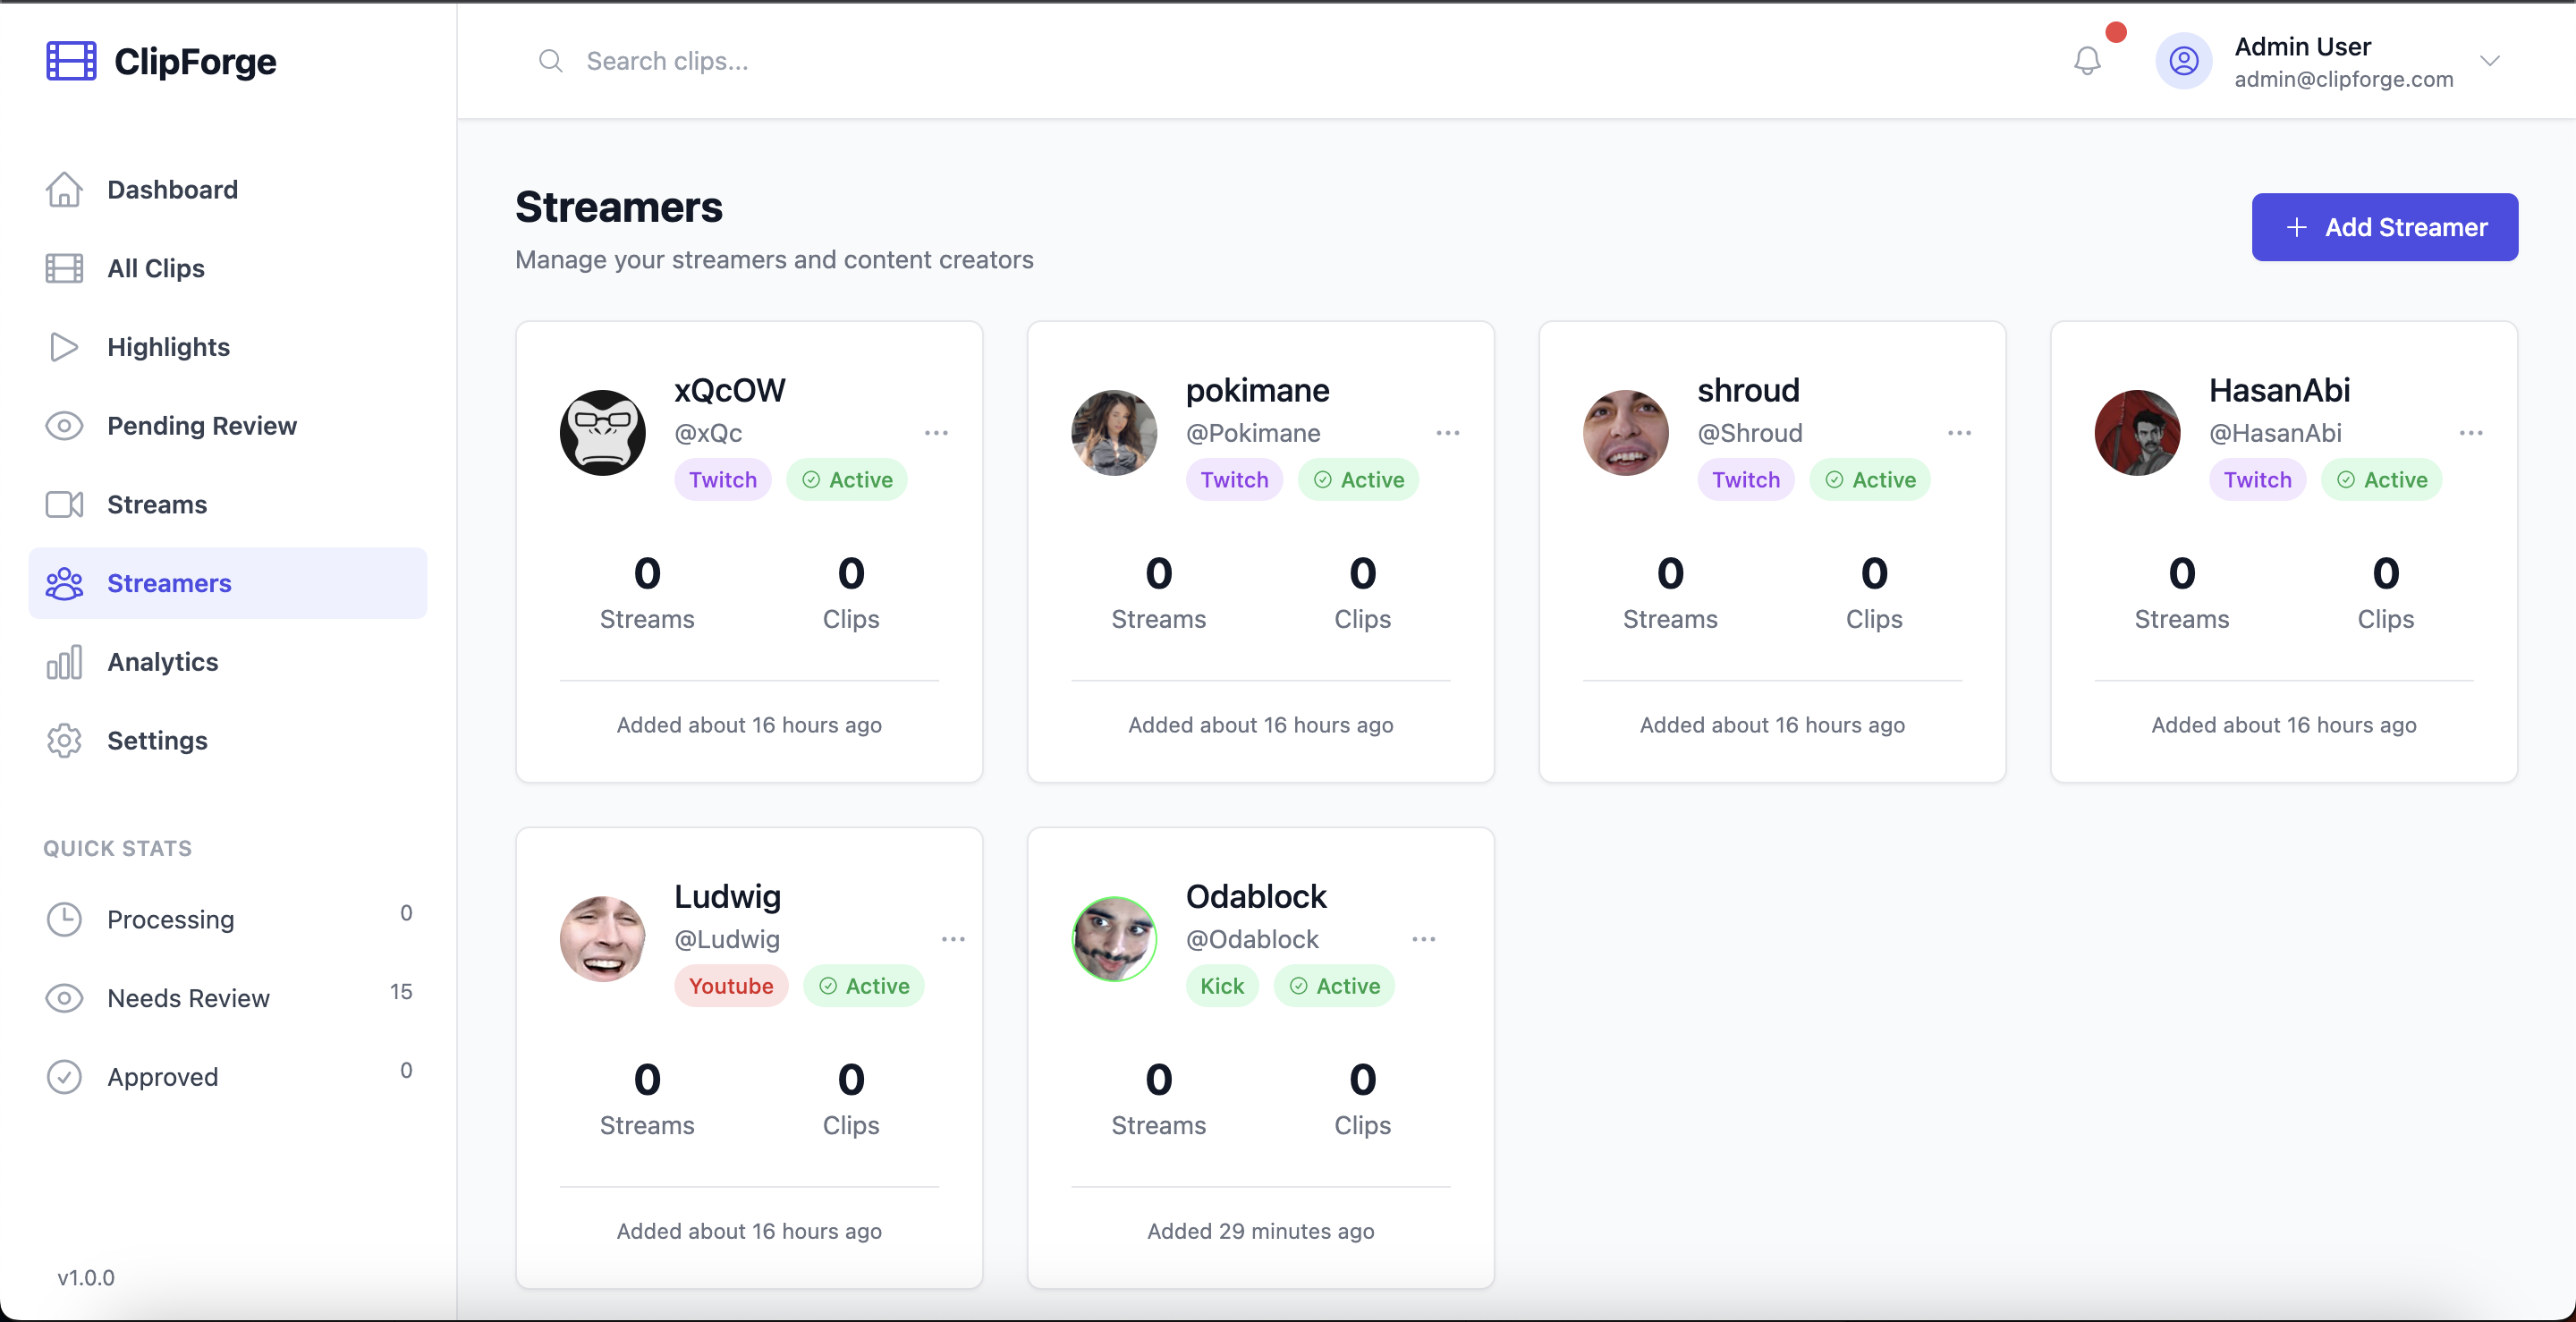 ClipForge
Search clips...
Admin User
admin@clipforge.com
Dashboard
All Clips
Highlights
Pending Review
Streams
Streamers
Analytics
Settings
QUICK STATS
Processing 0
Needs Review 15
Approved 0
v1.0.0
Streamers
Manage your streamers and content creators
Add Streamer
xQcOW
@xQc
Twitch Active
0 0
Streams Clips
Added about 16 hours ago
pokimane
@Pokimane
Twitch Active
0 0
Streams Clips
Added about 16 hours ago
shroud
@Shroud
Twitch Active
0 0
Streams Clips
Added about 16 hours ago
HasanAbi
@HasanAbi
Twitch Active
0 0
Streams Clips
Added about 16 hours ago
Ludwig
@Ludwig
Youtube Active
0 0
Streams Clips
Added about 16 hours ago
Odablock
@Odablock
Kick Active
0 0
Streams Clips
Added 29 minutes ago